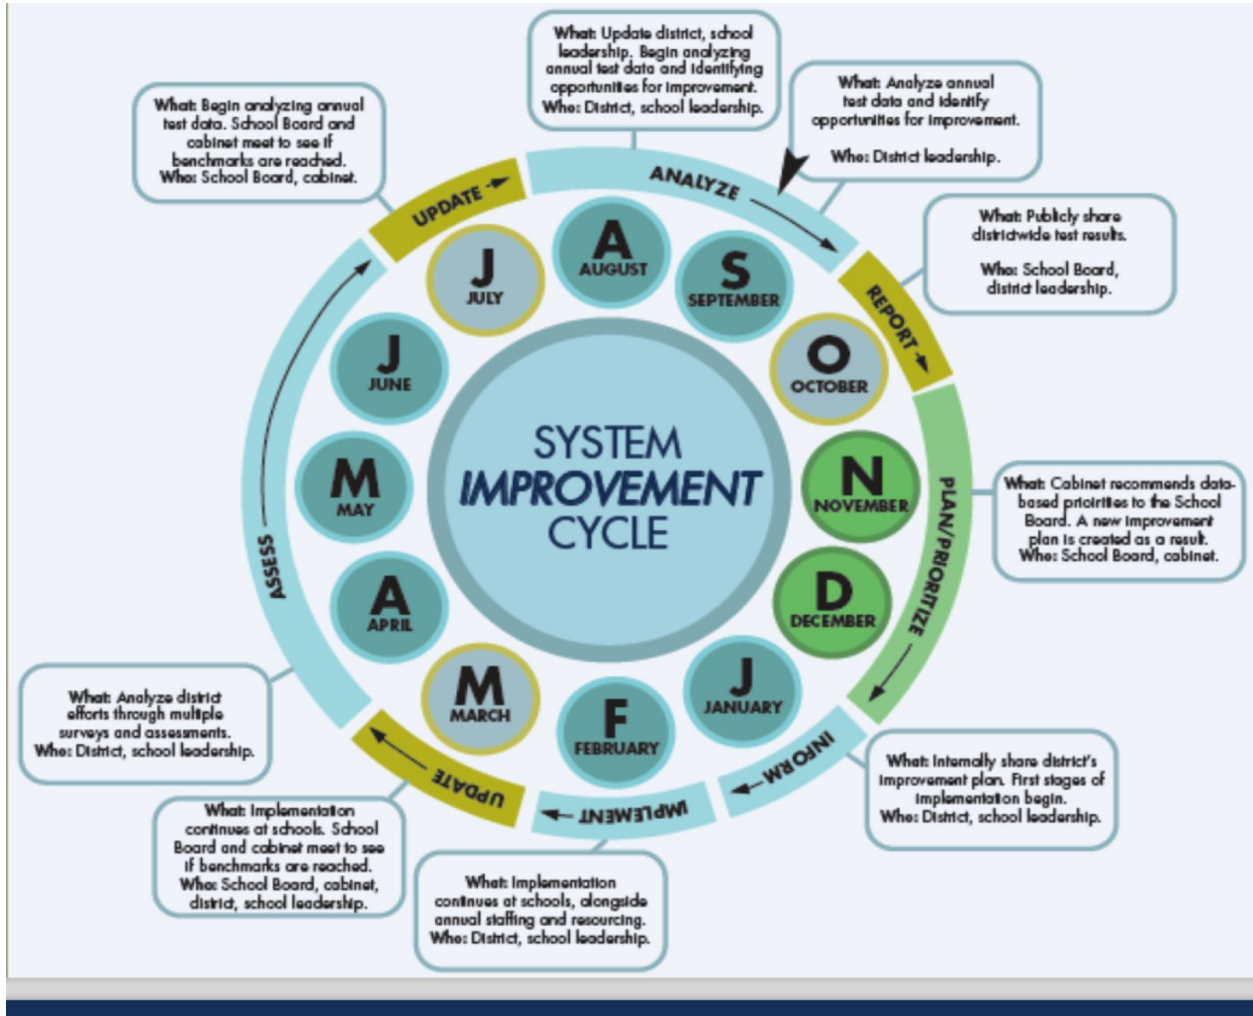 What: Update district, school
leadership. Begin analyzing
annual test data and identifying
opportunities for improvement.
Who: District, school leadership.
What: Analyze annual
test data and identify
opportunities for improvement.
Who: District leadership.
What: Begin analyzing annual
test data. School Board and
cabinet meet to see if
benchmarks are reached.
Who: School Board, cabinet.
What: Publicly share
districtwide test results.
Who: School Board,
district leadership.
UPDATE
ANALYZE
REPORT
PLAN/PRIORITIZE
INFORM
IMPLEMENT
UPDATE
ASSESS
J
JULY
A
AUGUST
S
SEPTEMBER
O
OCTOBER
N
NOVEMBER
D
DECEMBER
J
JANUARY
F
FEBRUARY
M
MARCH
A
APRIL
M
MAY
J
JUNE
SYSTEM
IMPROVEMENT
CYCLE
What: Cabinet recommends data-
based priorities to the School
Board. A new improvement
plan is created as a result.
Who: School Board, cabinet.
What: Internally share district's
improvement plan. First stages of
implementation begin.
Who: District, school leadership.
What: Implementation
continues at schools, alongside
annual staffing and resourcing.
Who: District, school leadership.
What: Implementation
continues at schools. School
Board and cabinet meet to see
if benchmarks are reached.
Who: School Board, cabinet,
district, school leadership.
What: Analyze district
efforts through multiple
surveys and assessments.
Who: District, school leadership.